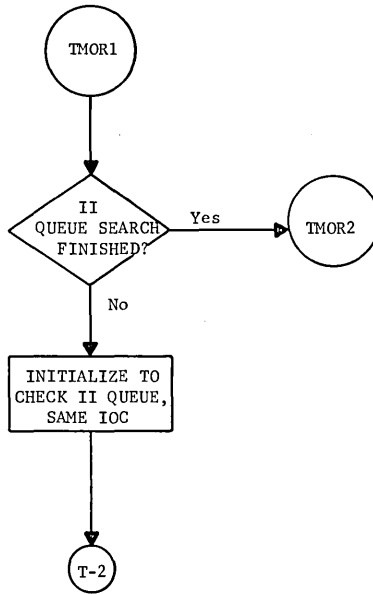 TMOR1
II
QUEUE SEARCH
FINISHED?
Yes
TMOR2
No
INITIALIZE TO
CHECK II QUEUE,
SAME IOC
T-2